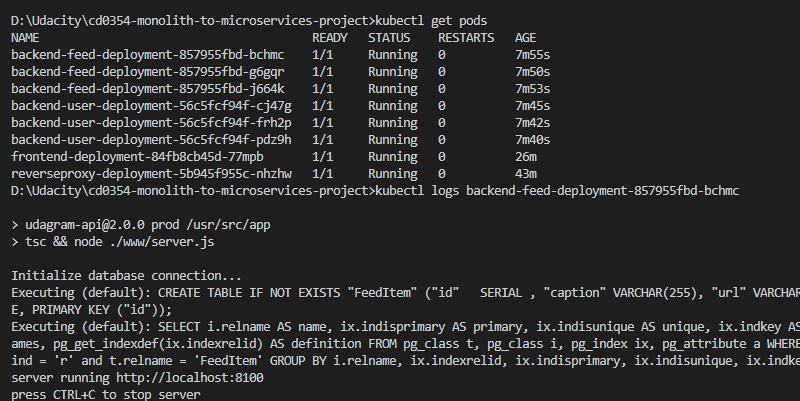 D:\Udacity\cd0354-monolith-to-microservices-project>kubectl get pods
NAME READY STATUS RESTARTS AGE
backend-feed-deployment-857955fbd-bchmc 1/1 Running 0 7m55s
backend-feed-deployment-857955fbd-g6gqr 1/1 Running 0 7m50s
backend-feed-deployment-857955fbd-j664k 1/1 Running 0 7m53s
backend-user-deployment-56c5fcf94f-cj47g 1/1 Running 0 7m45s
backend-user-deployment-56c5fcf94f-frh2p 1/1 Running 0 7m42s
backend-user-deployment-56c5fcf94f-pdz9h 1/1 Running 0 7m40s
frontend-deployment-84fb8cb45d-77mpb 1/1 Running 0 26m
reverseproxy-deployment-5b945f955c-nhzhw 1/1 Running 0 43m
D:\Udacity\cd0354-monolith-to-microservices-project>kubectl logs backend-feed-deployment-857955fbd-bchmc
> udagram-api@2.0.0 prod /usr/src/app
> tsc && node ./www/server.js
Initialize database connection...
Executing (default): CREATE TABLE IF NOT EXISTS "FeedItem" ("id" SERIAL , "caption" VARCHAR(255), "url" VARCHAR
E, PRIMARY KEY ("id"));
Executing (default): SELECT i.relname AS name, ix.indisprimary AS primary, ix.indisunique AS unique, ix.indkey AS
ames, pg_get_indexdef(ix.indexrelid) AS definition FROM pg_class t, pg_class i, pg_index ix, pg_attribute a WHERE
ind = 'r' and t.relname = 'FeedItem' GROUP BY i.relname, ix.indexrelid, ix.indisprimary, ix.indisunique, ix.indke
server running http://localhost:8100
press CTRL+C to stop server